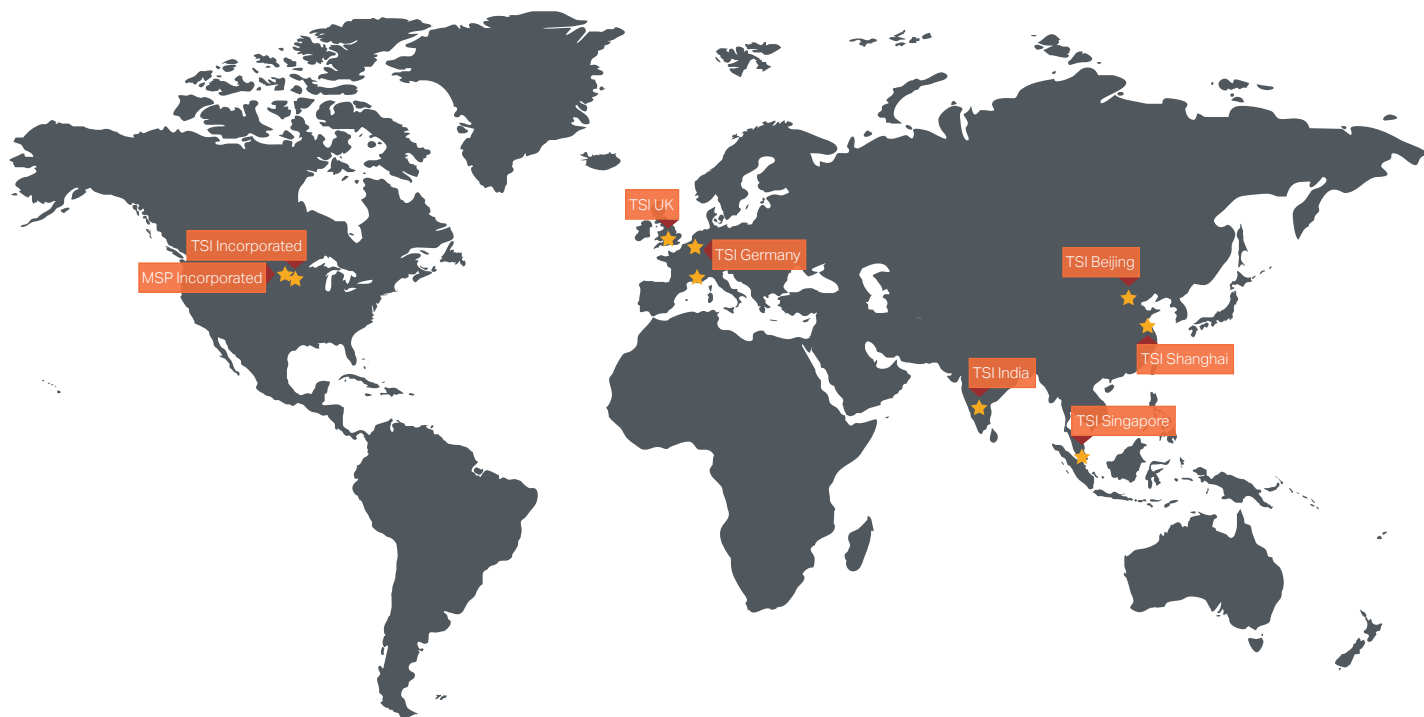 TSI UK
TSI Incorporated
TSI Germany
TSI Beijing
MSP Incorporated
TSI Shanghai
TSI India
TSI Singapore